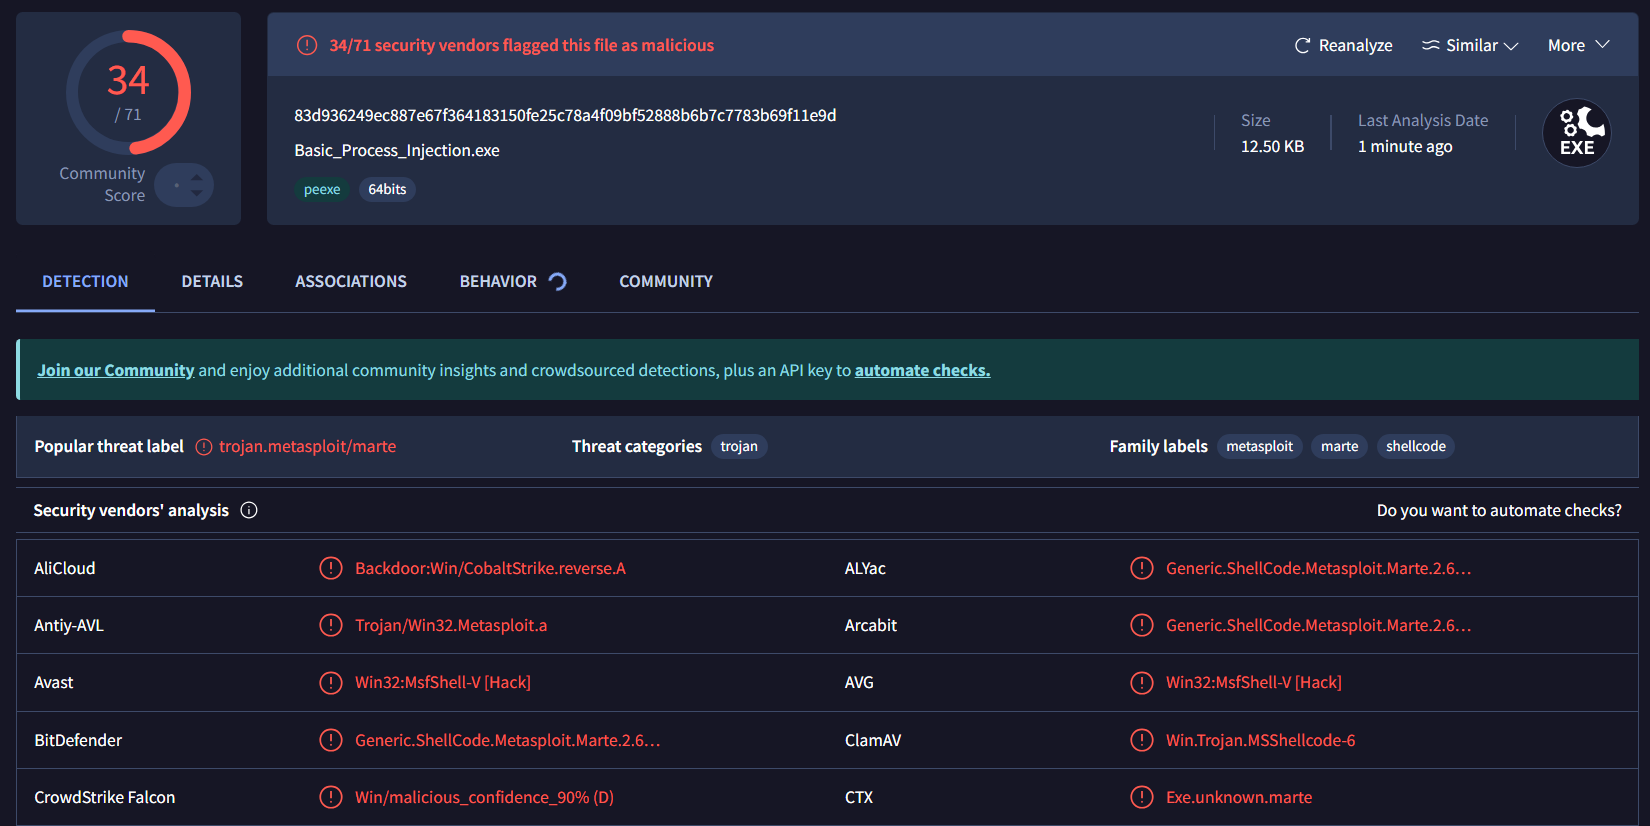 34
/ 71
Community
Score
34/71 security vendors flagged this file as malicious
Reanalyze
Similar
More
83d936249ec887e67f364183150fe25c78a4f09bf52888b6b7c7783b69f11e9d
Basic_Process_Injection.exe
peexe
64bits
Size
12.50 KB
Last Analysis Date
1 minute ago
EXE
DETECTION
DETAILS
ASSOCIATIONS
BEHAVIOR
COMMUNITY
Join our Community and enjoy additional community insights and crowdsourced detections, plus an API key to automate checks.
Popular threat label
trojan.metasploit/marte
Threat categories
trojan
Family labels
metasploit
marte
shellcode
Security vendors' analysis
Do you want to automate checks?
AliCloud
Backdoor:Win/CobaltStrike.reverse.A
ALYac
Generic.ShellCode.Metasploit.Marte.2.6...
Antiy-AVL
Trojan/Win32.Metasploit.a
Arcabit
Generic.ShellCode.Metasploit.Marte.2.6...
Avast
Win32:MsfShell-V [Hack]
AVG
Win32:MsfShell-V [Hack]
BitDefender
Generic.ShellCode.Metasploit.Marte.2.6...
ClamAV
Win.Trojan.MSShellcode-6
CrowdStrike Falcon
Win/malicious_confidence_90% (D)
CTX
Exe.unknown.marte